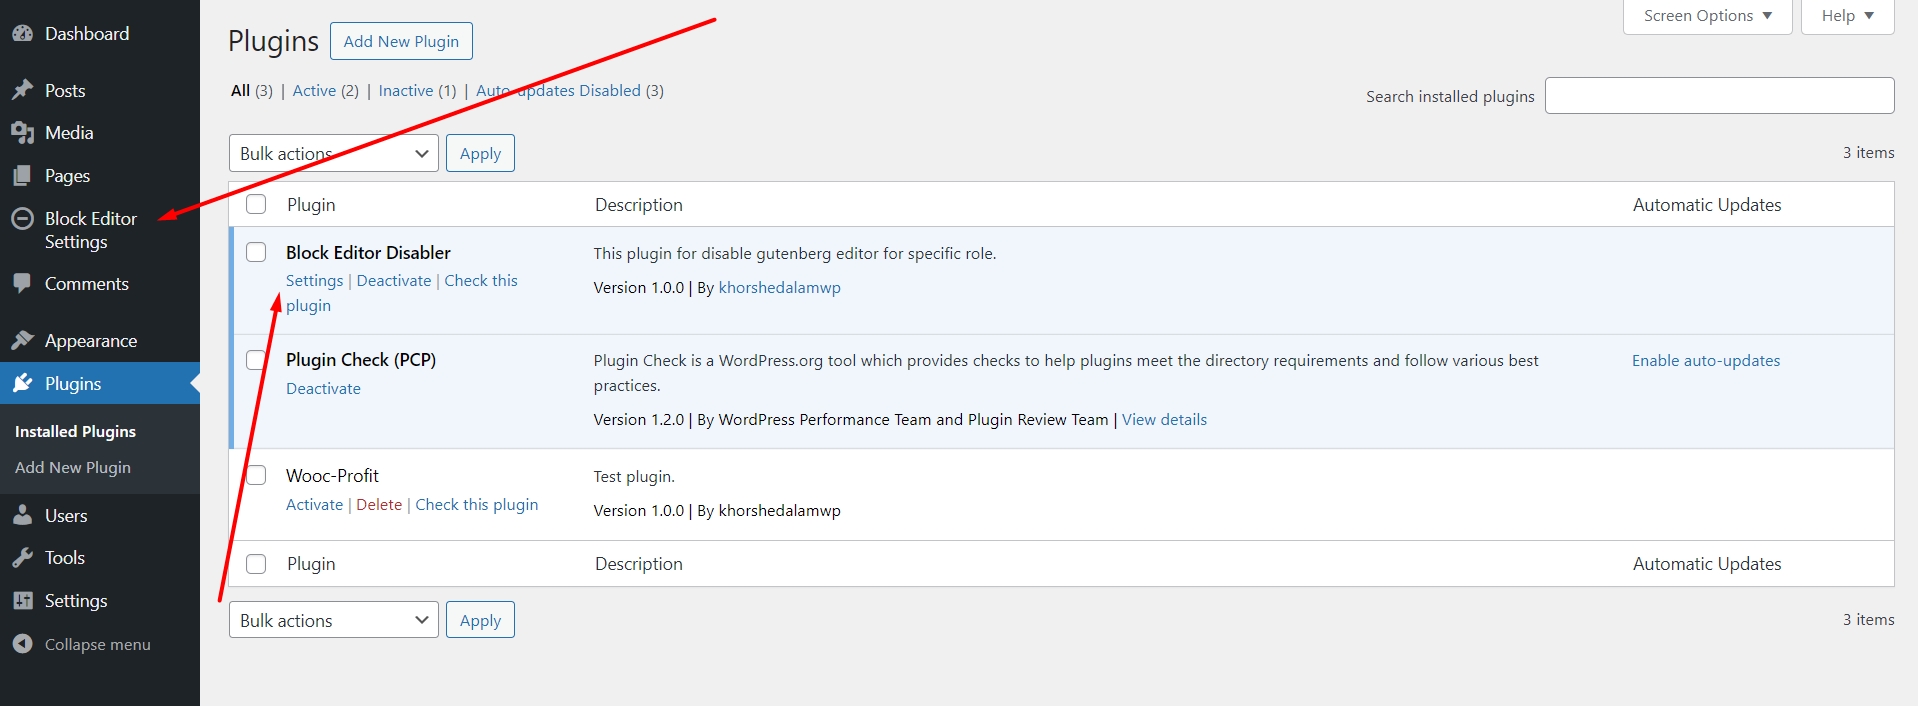 Dashboard
Posts
Media
Pages
Block Editor
Settings
Comments
Appearance
Plugins
Installed Plugins
Add New Plugin
Users
Tools
Settings
Collapse menu
Screen Options ▼
Help ▼
Plugins Add New Plugin
All (3) | Active (2) | Inactive (1) | Auto-updates Disabled (3)
Search installed plugins
Bulk actions Apply
3 items
Plugin Description Automatic Updates
Block Editor Disabler
Settings | Deactivate | Check this
plugin
This plugin for disable gutenberg editor for specific role.
Version 1.0.0 | By khorshedalamwp
Plugin Check (PCP)
Deactivate
Plugin Check is a WordPress.org tool which provides checks to help plugins meet the directory requirements and follow various best
practices.
Version 1.2.0 | By WordPress Performance Team and Plugin Review Team | View details
Enable auto-updates
Wooc-Profit
Activate | Delete | Check this plugin
Test plugin.
Version 1.0.0 | By khorshedalamwp
Plugin Description Automatic Updates
Bulk actions Apply
3 items